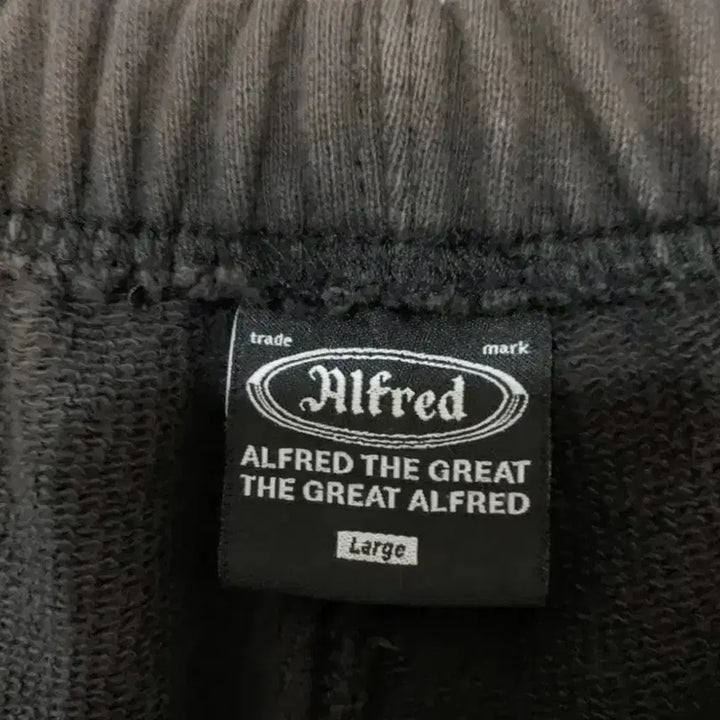 trade mark
Alfred
ALFRED THE GREAT
THE GREAT ALFRED
Large